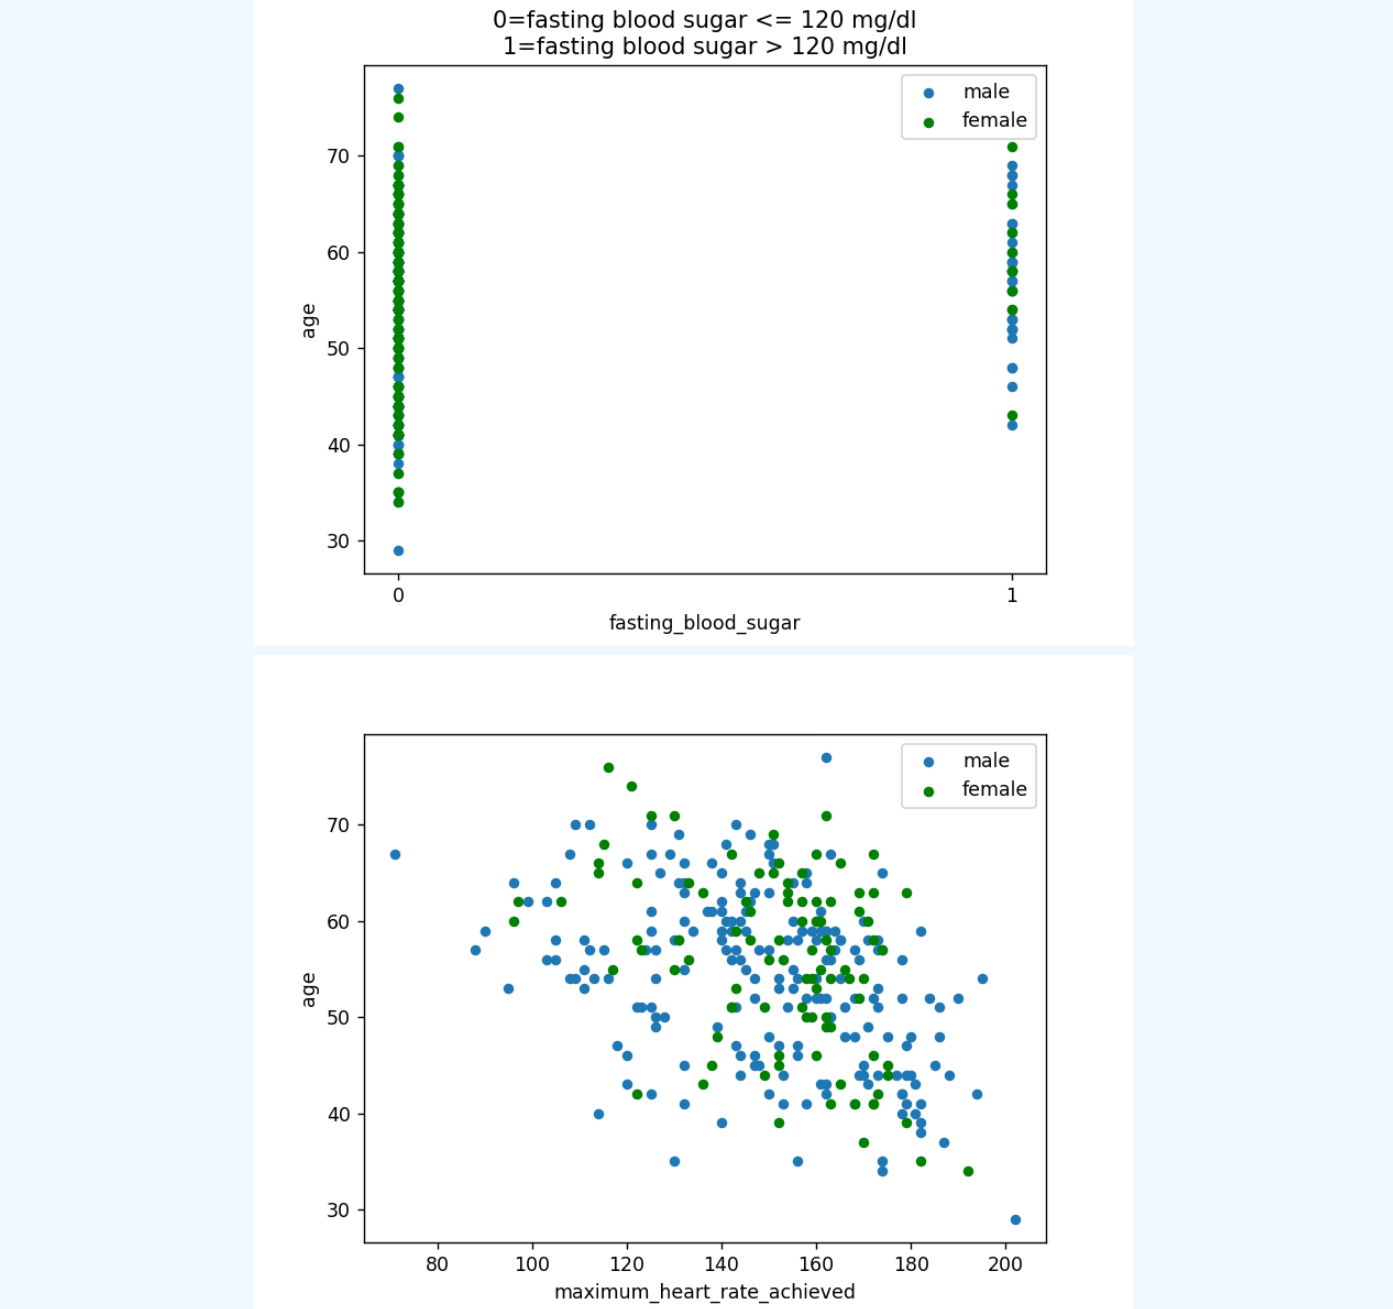 0=fasting blood sugar <= 120 mg/dl
1=fasting blood sugar > 120 mg/dl
male
female
70
60
50
40
30
age
0 1
fasting_blood_sugar
male
female
70
60
50
40
30
age
80 100 120 140 160 180 200
maximum_heart_rate_achieved